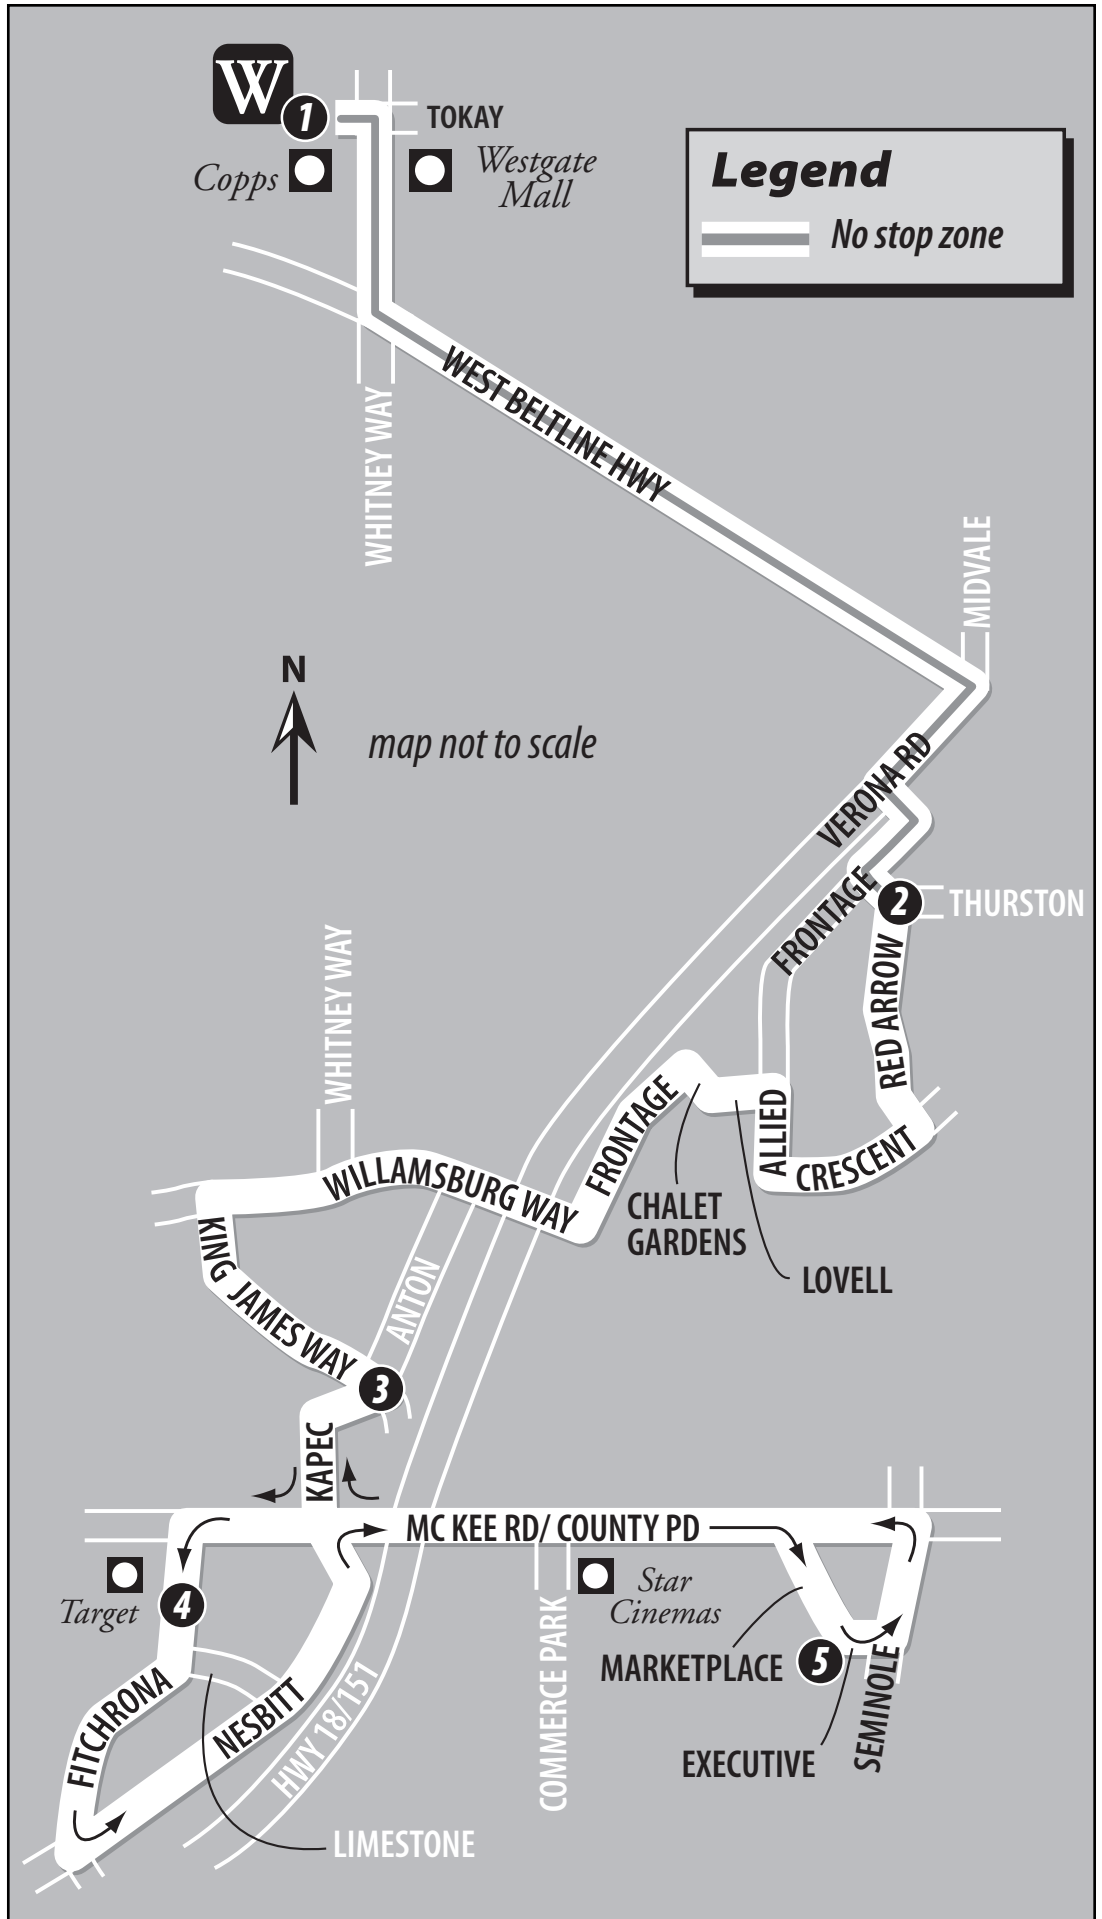 W
1
TOKAY
Copps
Westgate
Mall
Legend
No stop zone
WEST BELTLINE HWY
WHITNEY WAY
MIDVALE
N
map not to scale
VERONA RD
FRONTAGE
2
THURSTON
RED ARROW
WHITNEY WAY
FRONTAGE
ALLIED
CRESCENT
WILLAMSBURG WAY
CHALET
GARDENS
LOVELL
KING JAMES WAY
ANTON
3
KAPEC
MC KEE RD/ COUNTY PD
Target
4
Star
Cinemas
MARKETPLACE
5
COMMERCE PARK
SEMINOLE
FITCHRONA
NESBITT
HWY 18/151
EXECUTIVE
LIMESTONE